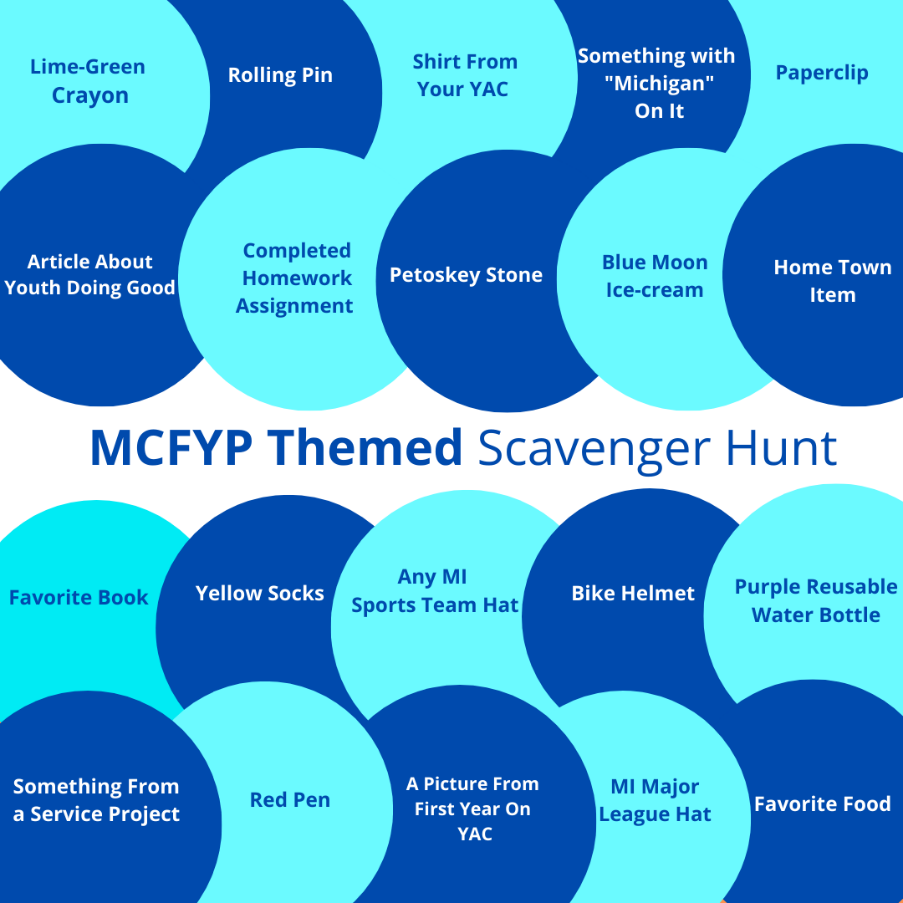 Lime-Green
Crayon
Rolling Pin
Shirt From
Your YAC
Something with
"Michigan"
On It
Paperclip
Article About
Youth Doing Good
Completed
Homework
Assignment
Petoskey Stone
Blue Moon
Ice-cream
Home Town
Item
MCFYP Themed Scavenger Hunt
Favorite Book
Yellow Socks
Any MI
Sports Team Hat
Bike Helmet
Purple Reusable
Water Bottle
Something From
a Service Project
Red Pen
A Picture From
First Year On
YAC
MI Major
League Hat
Favorite Food